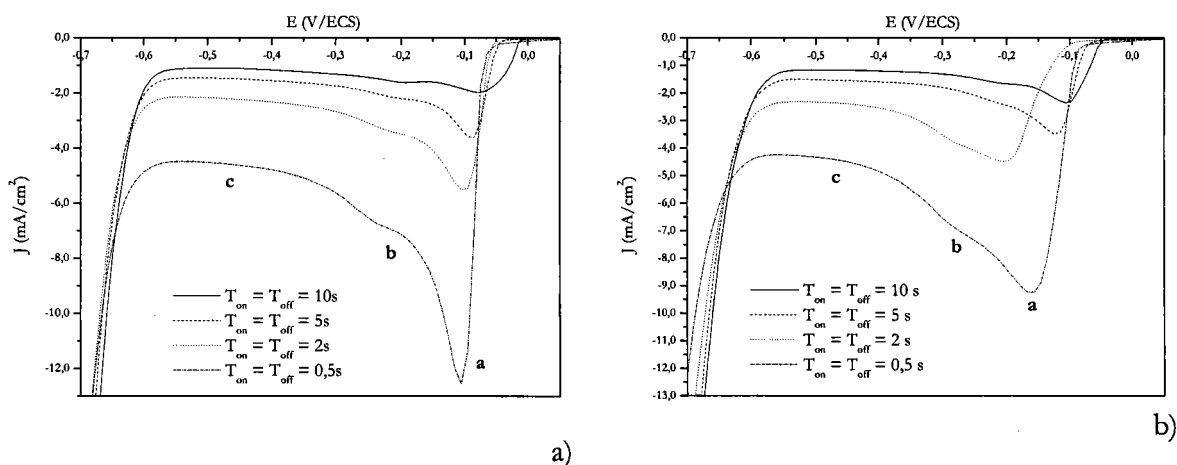 E (V/ECS)
-0,7 -0,6 -0,5 -0,4 -0,3 -0,2 -0,1 0,0
0,0
-2,0
-4,0
-6,0
-8,0
-10,0
-12,0
J (mA/cm²)
c
b
a
T_on = T_off = 10s
T_on = T_off = 5s
T_on = T_off = 2s
T_on = T_off = 0,5s
a)
E (V/ECS)
-0,7 -0,6 -0,5 -0,4 -0,3 -0,2 -0,1 0,0
0,0
-1,0
-2,0
-3,0
-4,0
-5,0
-6,0
-7,0
-8,0
-9,0
-10,0
-11,0
-12,0
-13,0
J (mA/cm²)
c
b
a
T_on = T_off = 10 s
T_on = T_off = 5 s
T_on = T_off = 2 s
T_on = T_off = 0,5 s
b)